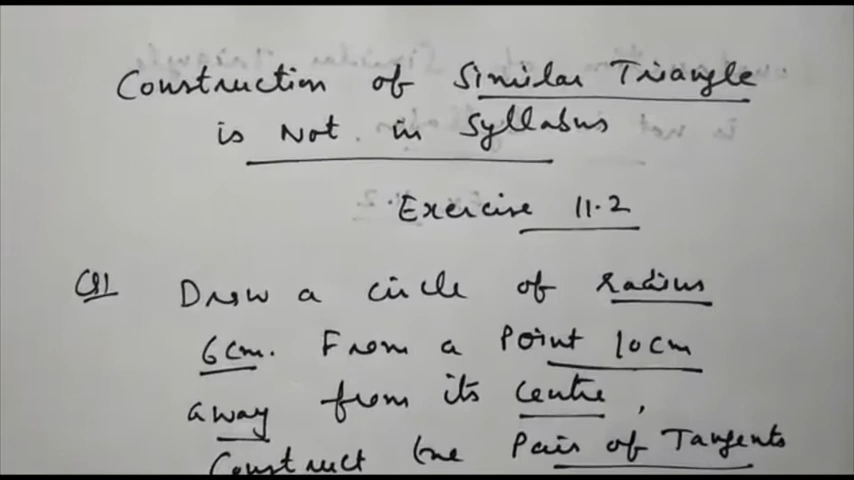 Construction of Similar Triangle
is Not in Syllabus
Exercise 11.2
Q1 Draw a circle of radius
6cm. From a Point 10cm
away from its centre,
Construct the Pair of Tangents